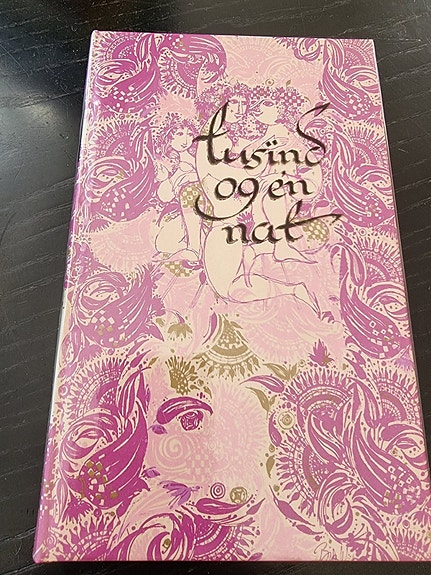 tusind
og én
nat